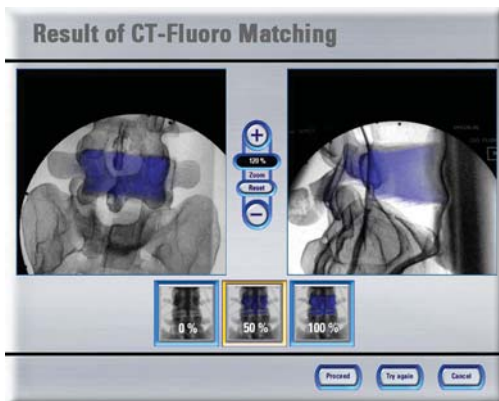 Result of CT-Fluoro Matching
120 %
Zoom
Reset
0 %
50 %
100 %
Proceed
Try again
Cancel